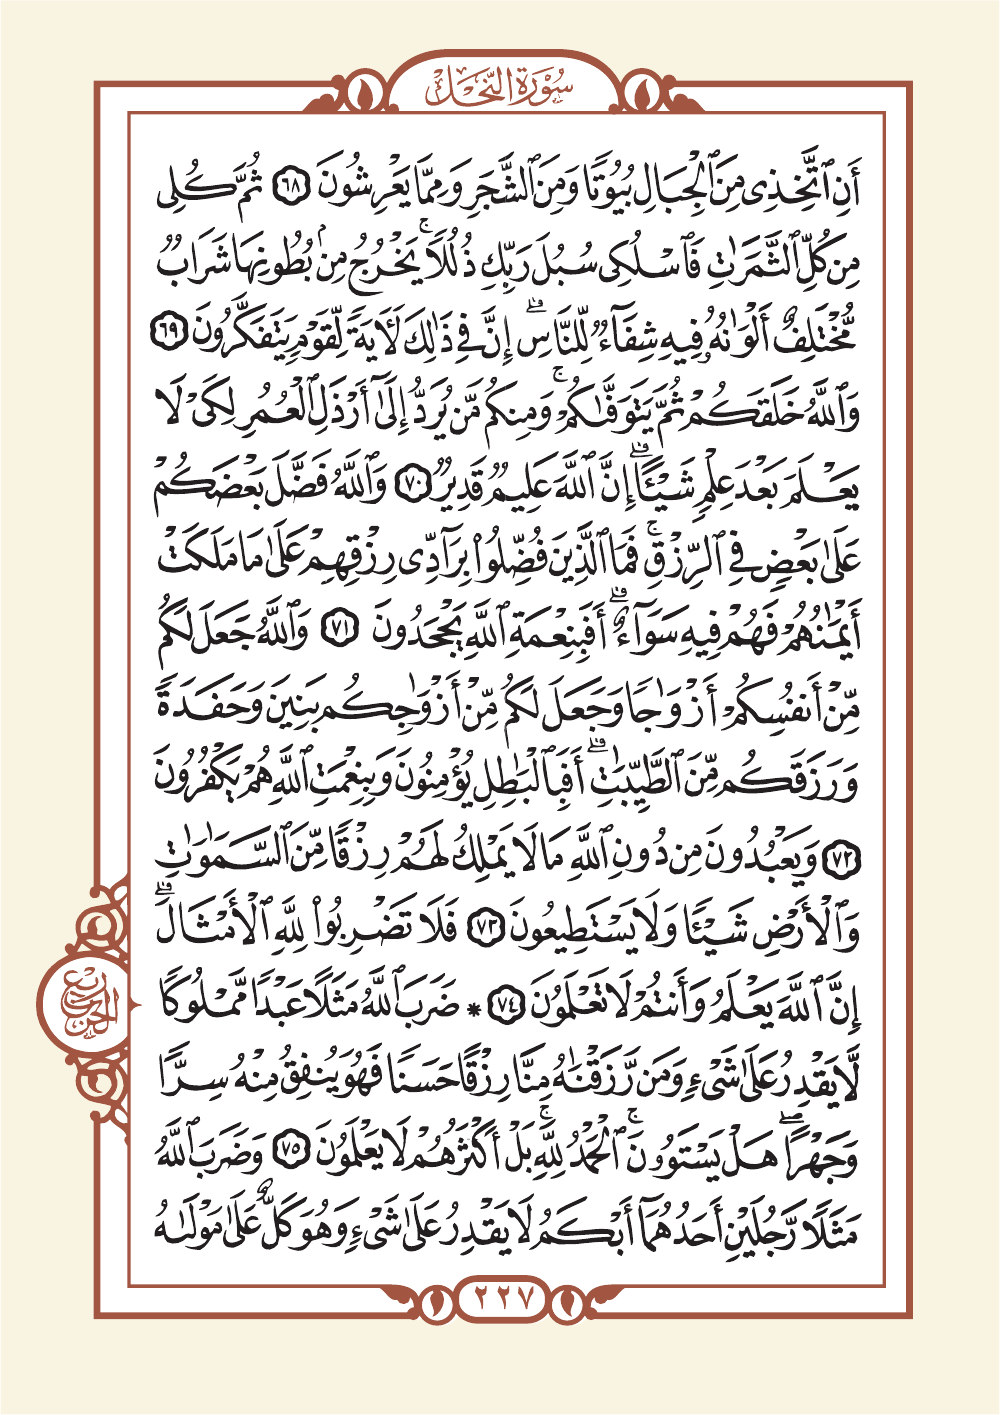 سُورَةُ النَّحْلِ
أَنِ ٱتَّخِذِى مِنَ ٱلْجِبَالِ بُيُوتًا وَمِنَ ٱلشَّجَرِ وَمِمَّا يَعْرِشُونَ ٦٨ ثُمَّ كُلِى
مِن كُلِّ ٱلثَّمَرَٰتِ فَٱسْلُكِى سُبُلَ رَبِّكِ ذُلُلًا ۚ يَخْرُجُ مِنۢ بُطُونِهَا شَرَابٌ
مُّخْتَلِفٌ أَلْوَٰنُهُۥ فِيهِ شِفَآءٌ لِّلنَّاسِ ۗ إِنَّ فِى ذَٰلِكَ لَـَٔايَةً لِّقَوْمٍ يَتَفَكَّرُونَ ٦٩
وَٱللَّهُ خَلَقَكُمْ ثُمَّ يَتَوَفَّىٰكُمْ ۚ وَمِنكُم مَّن يُرَدُّ إِلَىٰٓ أَرْذَلِ ٱلْعُمُرِ لِكَىْ لَا
يَعْلَمَ بَعْدَ عِلْمٍ شَيْـًٔا ۗ إِنَّ ٱللَّهَ عَلِيمٌ قَدِيرٌ ٧٠ وَٱللَّهُ فَضَّلَ بَعْضَكُمْ
عَلَىٰ بَعْضٍ فِى ٱلرِّزْقِ ۚ فَمَا ٱلَّذِينَ فُضِّلُوا۟ بِرَآدِّى رِزْقِهِمْ عَلَىٰ مَا مَلَكَتْ
أَيْمَٰنُهُمْ فَهُمْ فِيهِ سَوَآءٌ ۗ أَفَبِنِعْمَةِ ٱللَّهِ يَجْحَدُونَ ٧١ وَٱللَّهُ جَعَلَ لَكُم
مِّنْ أَنفُسِكُمْ أَزْوَٰجًا وَجَعَلَ لَكُم مِّنْ أَزْوَٰجِكُم بَنِينَ وَحَفَدَةً
وَرَزَقَكُم مِّنَ ٱلطَّيِّبَٰتِ ۗ أَفَبِٱلْبَٰطِلِ يُؤْمِنُونَ وَبِنِعْمَتِ ٱللَّهِ هُمْ يَكْفُرُونَ
٧٢ وَيَعْبُدُونَ مِن دُونِ ٱللَّهِ مَا لَا يَمْلِكُ لَهُمْ رِزْقًا مِّنَ ٱلسَّمَٰوَٰتِ
وَٱلْأَرْضِ شَيْـًٔا وَلَا يَسْتَطِيعُونَ ٧٣ فَلَا تَضْرِبُوا۟ لِلَّهِ ٱلْأَمْثَالَ ۗ
إِنَّ ٱللَّهَ يَعْلَمُ وَأَنتُمْ لَا تَعْلَمُونَ ٧٤ * ضَرَبَ ٱللَّهُ مَثَلًا عَبْدًا مَّمْلُوكًا
لَّا يَقْدِرُ عَلَىٰ شَىْءٍ وَمَن رَّزَقْنَٰهُ مِنَّا رِزْقًا حَسَنًا فَهُوَ يُنفِقُ مِنْهُ سِرًّا
وَجَهْرًا ۖ هَلْ يَسْتَوُۥنَ ۚ ٱلْحَمْدُ لِلَّهِ ۚ بَلْ أَكْثَرُهُمْ لَا يَعْلَمُونَ ٧٥ وَضَرَبَ ٱللَّهُ
مَثَلًا رَّجُلَيْنِ أَحَدُهُمَآ أَبْكَمُ لَا يَقْدِرُ عَلَىٰ شَىْءٍ وَهُوَ كَلٌّ عَلَىٰ مَوْلَىٰهُ
٢٢٧